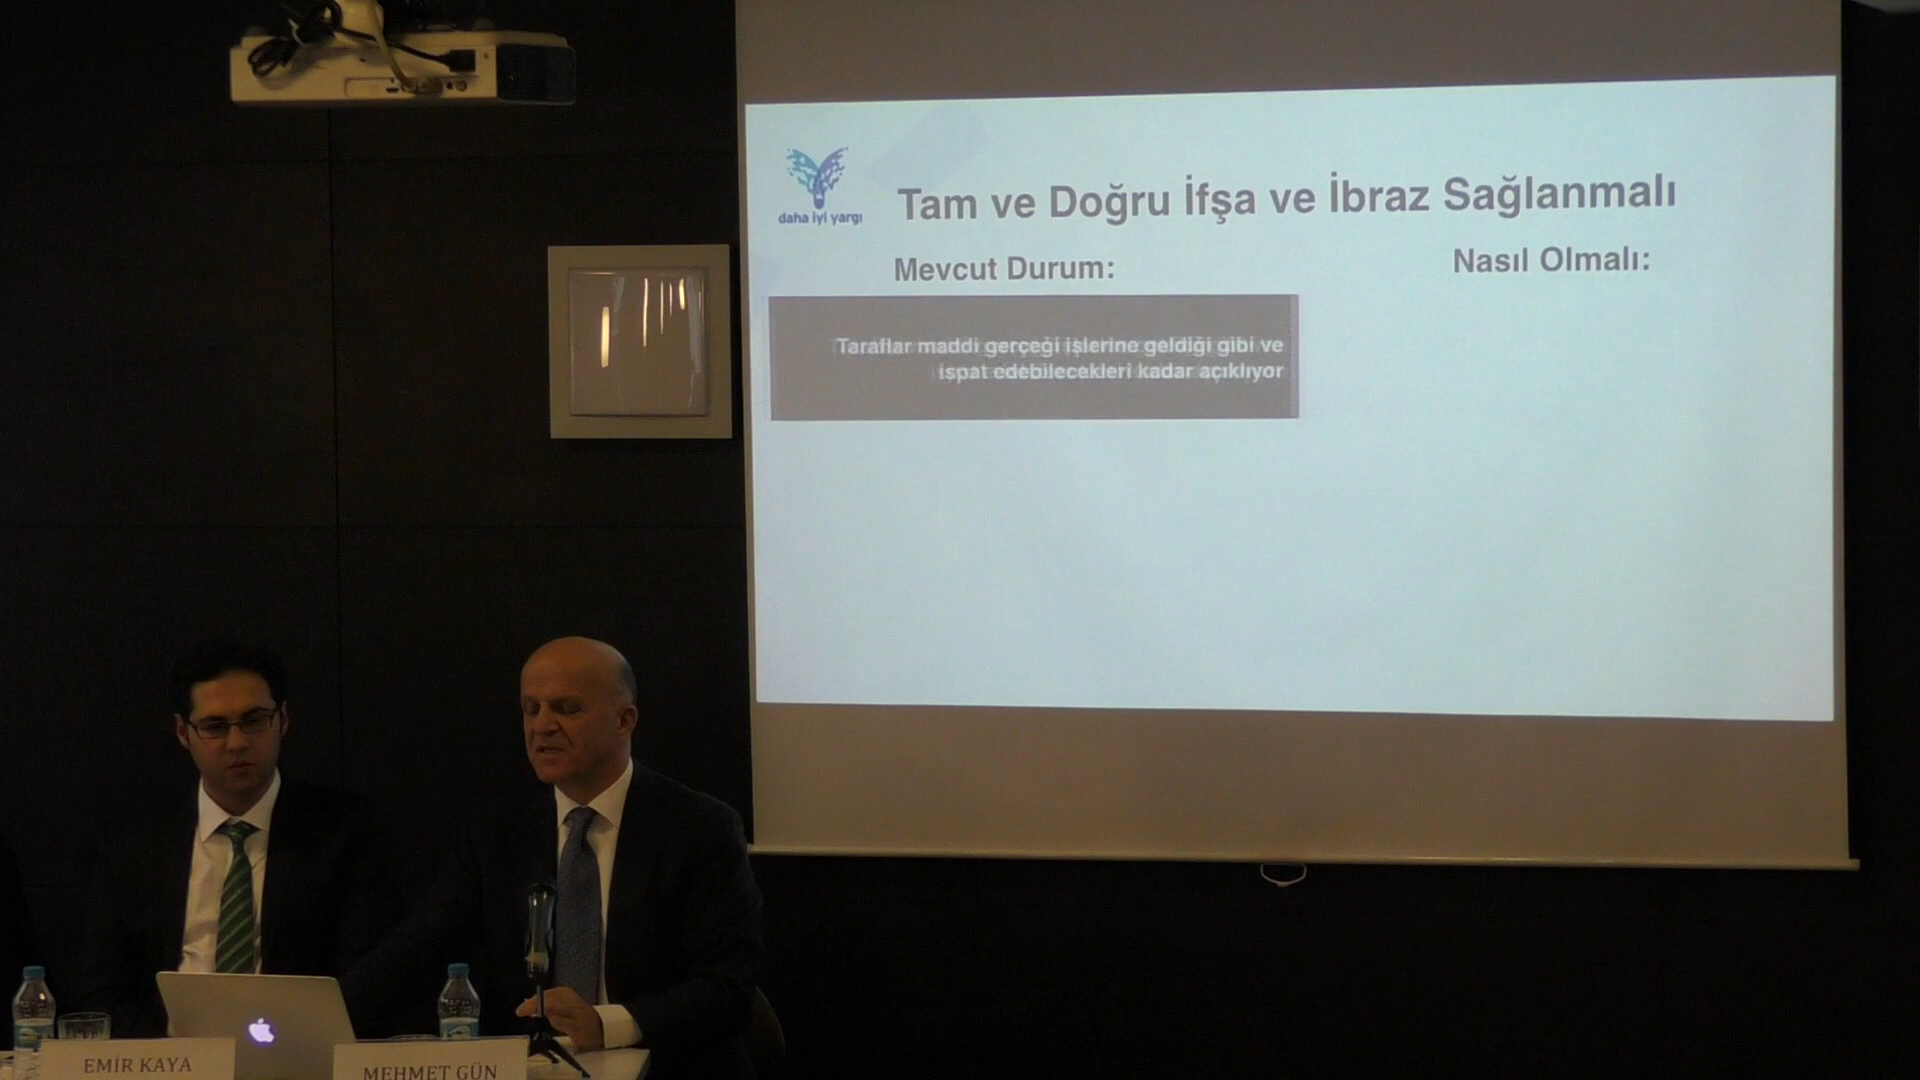 daha iyi yargı
Tam ve Doğru İfşa ve İbraz Sağlanmalı
Mevcut Durum:
Nasıl Olmalı:
Taraflar maddi gerçeği işlerine geldiği gibi ve
ispat edebilecekleri kadar açıklıyor
EMİR KAYA
MEHMET GÜN